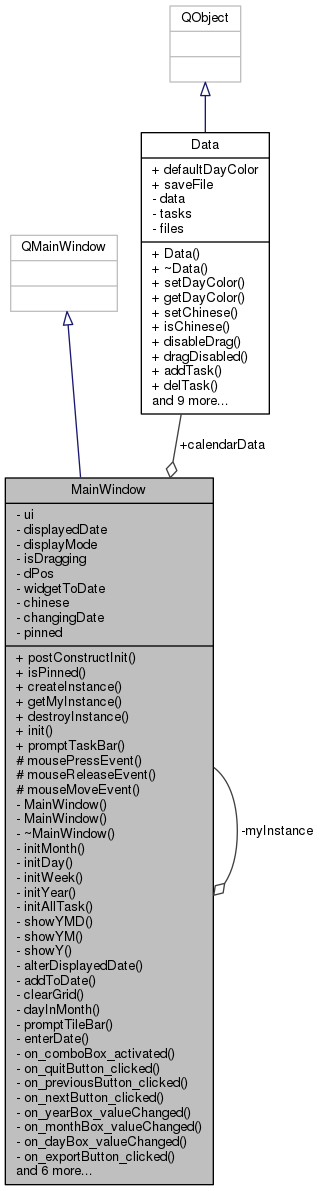 QObject
Data
+ defaultDayColor
+ saveFile
- data
- tasks
- files
+ Data()
+ ~Data()
+ setDayColor()
+ getDayColor()
+ setChinese()
+ isChinese()
+ disableDrag()
+ dragDisabled()
+ addTask()
+ delTask()
and 9 more...
QMainWindow
+calendarData
MainWindow
- ui
- displayedDate
- displayMode
- isDragging
- dPos
- widgetToDate
- chinese
- changingDate
- pinned
+ postConstructInit()
+ isPinned()
+ createInstance()
+ getMyInstance()
+ destroyInstance()
+ init()
+ promptTaskBar()
# mousePressEvent()
# mouseReleaseEvent()
# mouseMoveEvent()
- MainWindow()
- MainWindow()
- ~MainWindow()
- initMonth()
- initDay()
- initWeek()
- initYear()
- initAllTask()
- showYMD()
- showYM()
- showY()
- alterDisplayedDate()
- addToDate()
- clearGrid()
- dayInMonth()
- promptTileBar()
- enterDate()
- on_comboBox_activated()
- on_quitButton_clicked()
- on_previousButton_clicked()
- on_nextButton_clicked()
- on_yearBox_valueChanged()
- on_monthBox_valueChanged()
- on_dayBox_valueChanged()
- on_exportButton_clicked()
and 6 more...
-myInstance